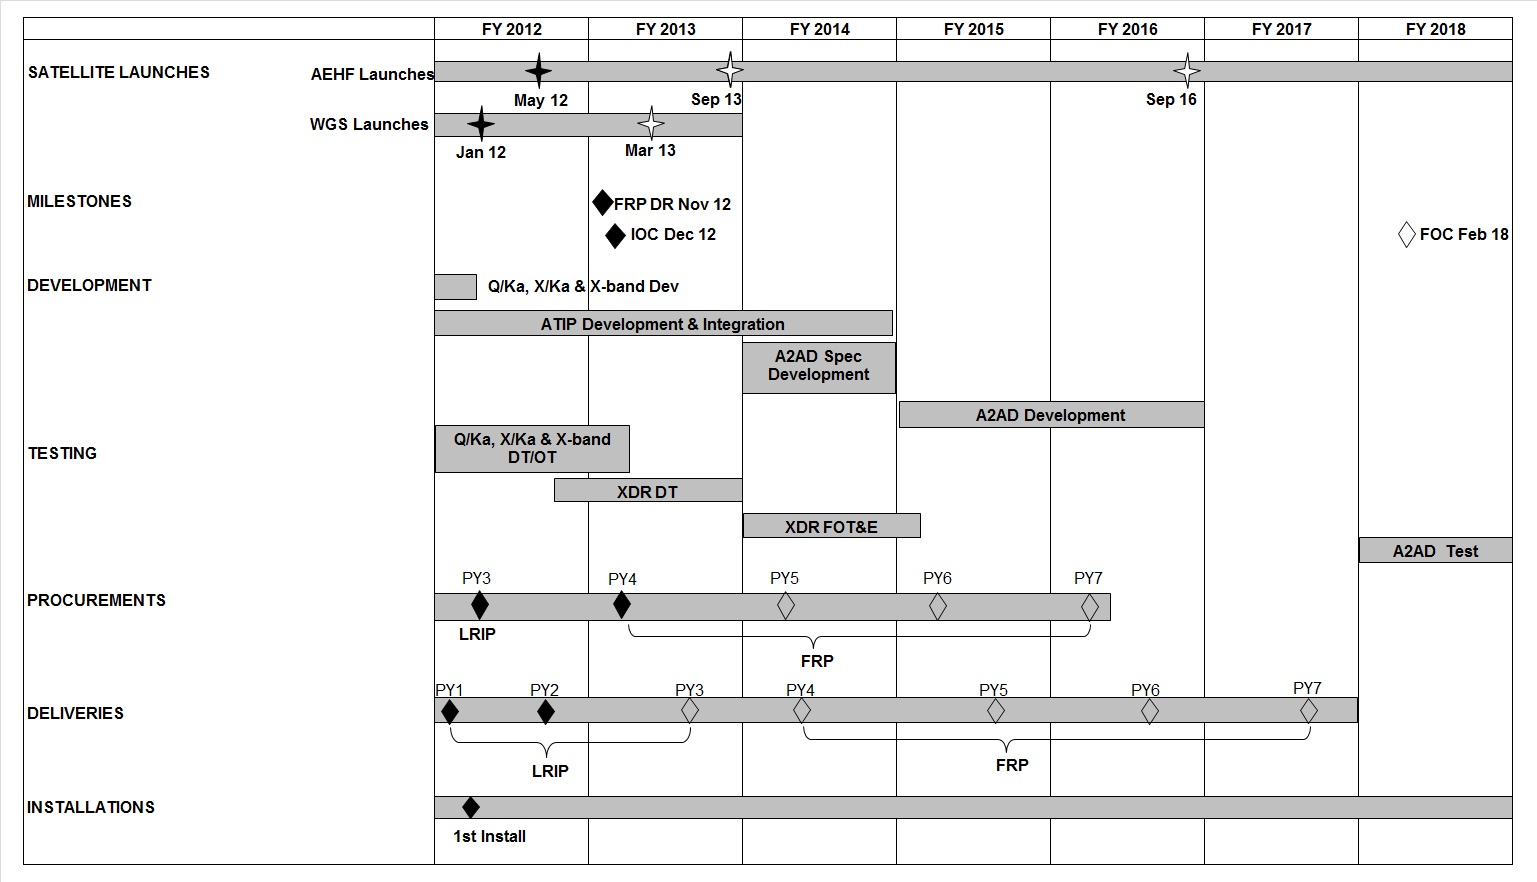 FY 2012 FY 2013 FY 2014 FY 2015 FY 2016 FY 2017 FY 2018
SATELLITE LAUNCHES AEHF Launches
May 12 Sep 13 Sep 16
WGS Launches
Jan 12 Mar 13
MILESTONES FRP DR Nov 12
IOC Dec 12 FOC Feb 18
DEVELOPMENT Q/Ka, X/Ka & X-band Dev
ATIP Development & Integration
A2AD Spec
Development
A2AD Development
TESTING Q/Ka, X/Ka & X-band
DT/OT
XDR DT
XDR FOT&E
A2AD Test
PY3 PY4 PY5 PY6 PY7
PROCUREMENTS
LRIP
FRP
PY1 PY2 PY3 PY4 PY5 PY6 PY7
DELIVERIES
LRIP FRP
INSTALLATIONS
1st Install